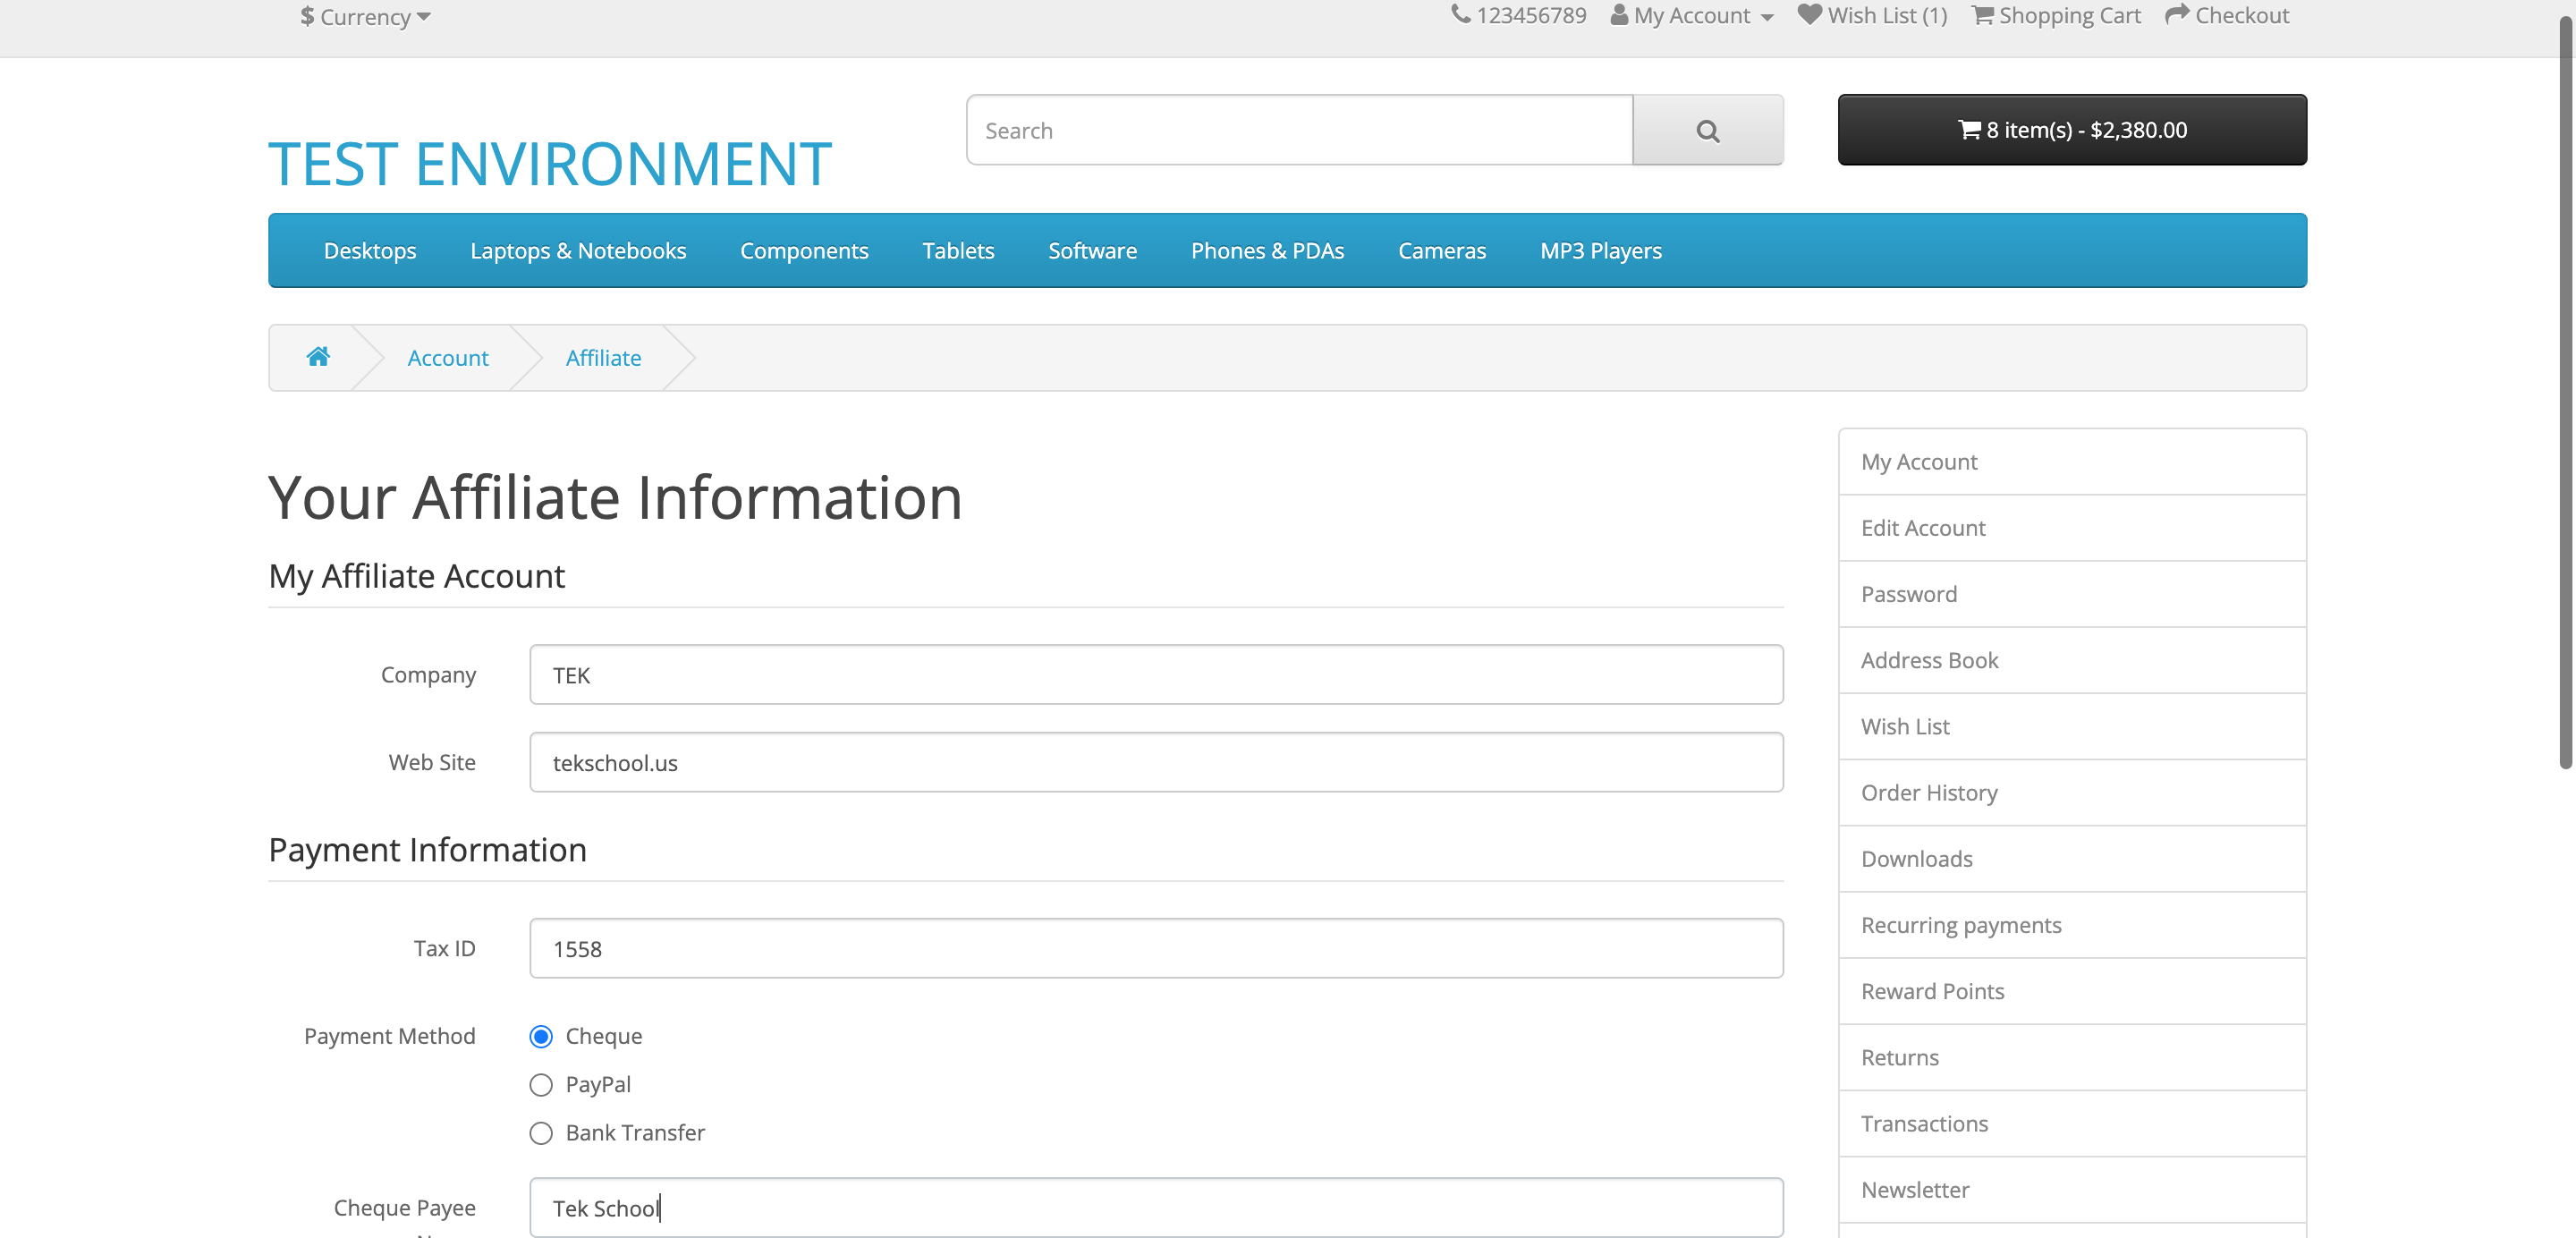 $ Currency
123456789 My Account Wish List (1) Shopping Cart Checkout
TEST ENVIRONMENT
Search
8 item(s) - $2,380.00
Desktops Laptops & Notebooks Components Tablets Software Phones & PDAs Cameras MP3 Players
Account Affiliate
Your Affiliate Information
My Affiliate Account
Company TEK
Web Site tekschool.us
Payment Information
Tax ID 1558
Payment Method Cheque
PayPal
Bank Transfer
Cheque Payee Tek School
My Account
Edit Account
Password
Address Book
Wish List
Order History
Downloads
Recurring payments
Reward Points
Returns
Transactions
Newsletter